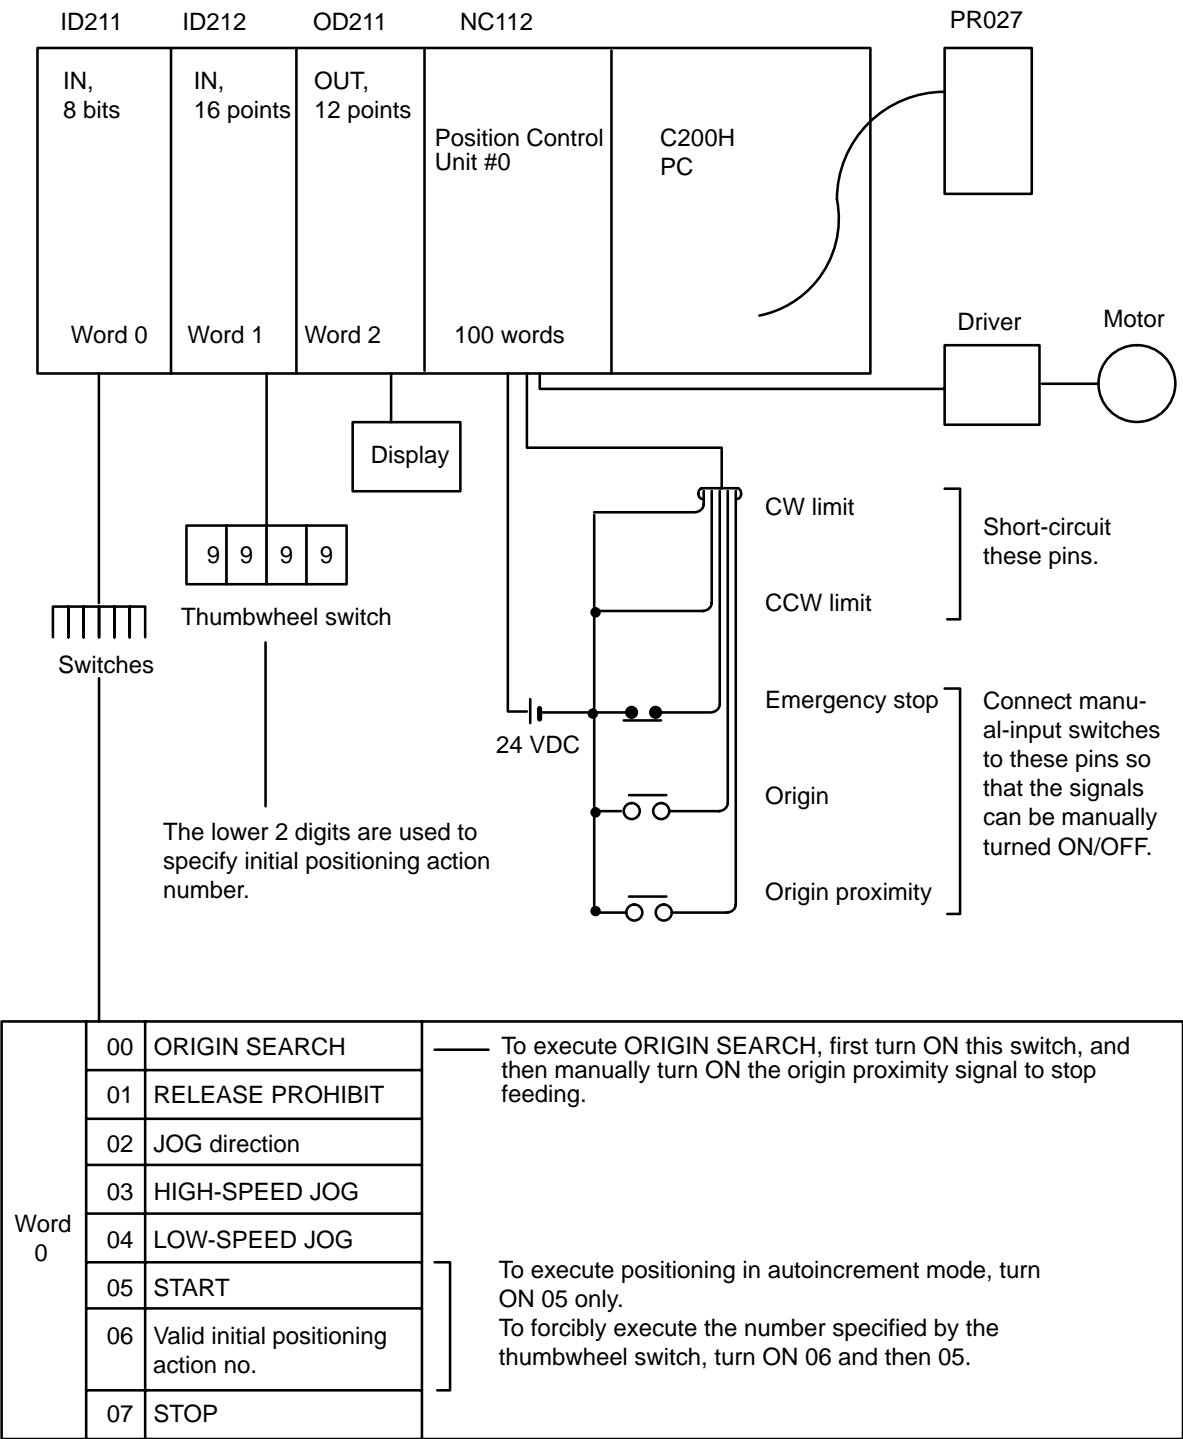 ID211 ID212 OD211 NC112 PR027
IN,
8 bits
IN,
16 points
OUT,
12 points
Position Control
Unit #0
C200H
PC
Word 0 Word 1 Word 2 100 words
Driver Motor
Display
9 9 9 9
Thumbwheel switch
Switches
The lower 2 digits are used to
specify initial positioning action
number.
24 VDC
CW limit
CCW limit
Short-circuit
these pins.
Emergency stop
Origin
Origin proximity
Connect manu-
al-input switches
to these pins so
that the signals
can be manually
turned ON/OFF.
Word
0
00 ORIGIN SEARCH
To execute ORIGIN SEARCH, first turn ON this switch, and
then manually turn ON the origin proximity signal to stop
feeding.
01 RELEASE PROHIBIT
02 JOG direction
03 HIGH-SPEED JOG
04 LOW-SPEED JOG
05 START
06 Valid initial positioning
action no.
To execute positioning in autoincrement mode, turn
ON 05 only.
To forcibly execute the number specified by the
thumbwheel switch, turn ON 06 and then 05.
07 STOP